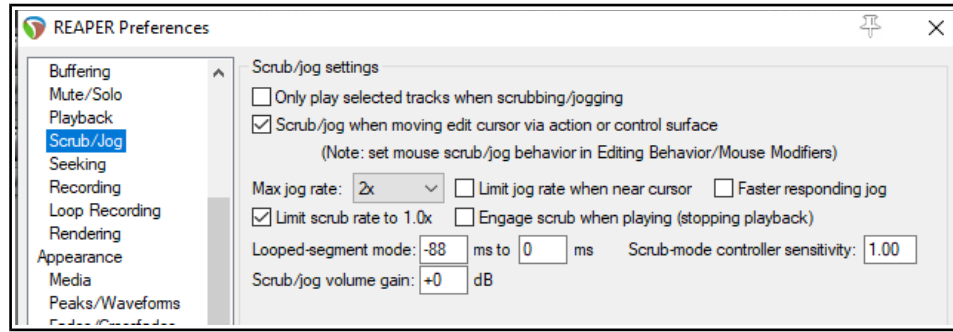 REAPER Preferences
Buffering
Mute/Solo
Playback
Scrub/Jog
Seeking
Recording
Loop Recording
Rendering
Appearance
Media
Peaks/Waveforms
Scrub/jog settings
Only play selected tracks when scrubbing/jogging
Scrub/jog when moving edit cursor via action or control surface
(Note: set mouse scrub/jog behavior in Editing Behavior/Mouse Modifiers)
Max jog rate: 2x Limit jog rate when near cursor Faster responding jog
Limit scrub rate to 1.0x Engage scrub when playing (stopping playback)
Looped-segment mode: -88 ms to 0 ms Scrub-mode controller sensitivity: 1.00
Scrub/jog volume gain: +0 dB